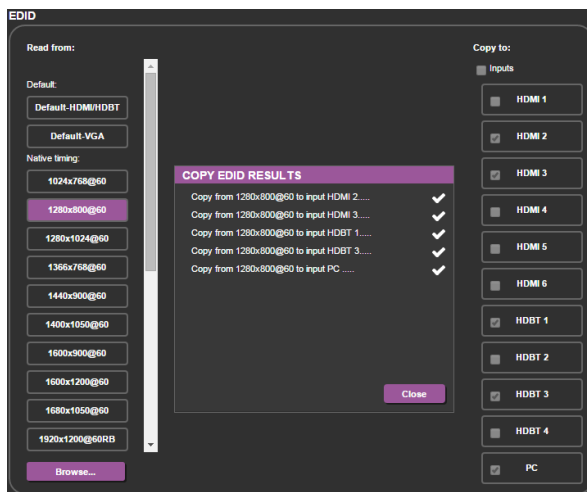 EDID
Read from:
Default:
Default-HDMI/HDBT
Default-VGA
Native timing:
1024x768@60
1280x800@60
1280x1024@60
1366x768@60
1440x900@60
1400x1050@60
1600x900@60
1600x1200@60
1680x1050@60
1920x1200@60RB
Browse...
COPY EDID RESULTS
Copy from 1280x800@60 to input HDMI 2.....
Copy from 1280x800@60 to input HDMI 3.....
Copy from 1280x800@60 to input HDBT 1.....
Copy from 1280x800@60 to input HDBT 3.....
Copy from 1280x800@60 to input PC .....
Close
Copy to:
Inputs
HDMI 1
HDMI 2
HDMI 3
HDMI 4
HDMI 5
HDMI 6
HDBT 1
HDBT 2
HDBT 3
HDBT 4
PC